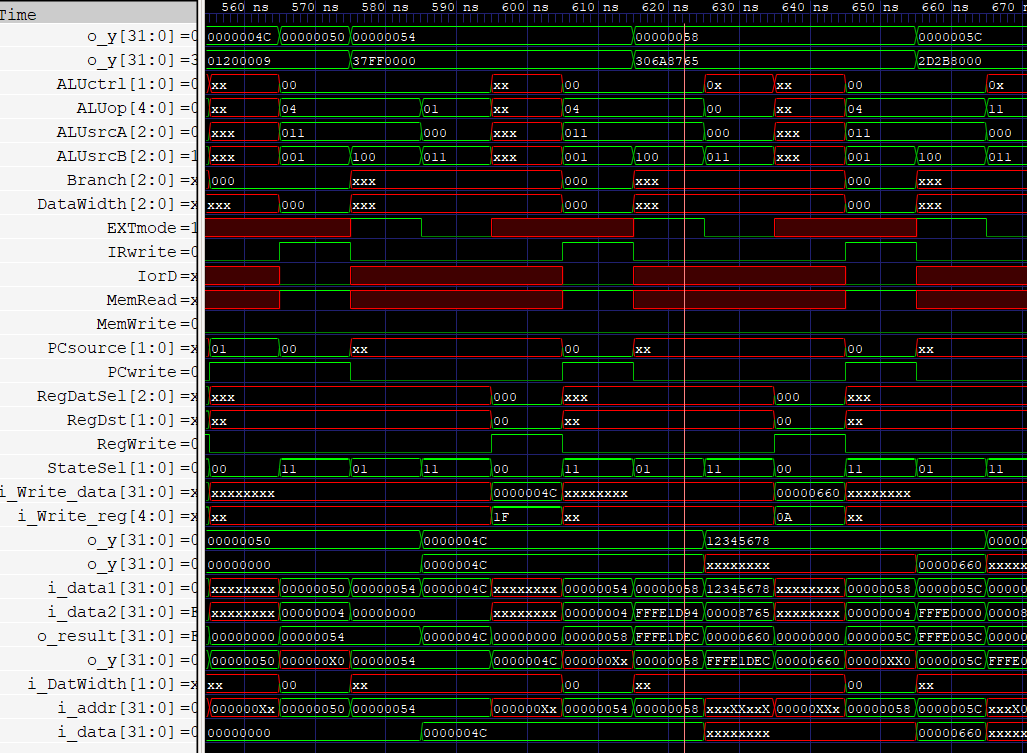 Time 560 ns 570 ns 580 ns 590 ns 600 ns 610 ns 620 ns 630 ns 640 ns 650 ns 660 ns 670 n
o_y[31:0] =0 0000004C 00000050 00000054 00000058 0000005C
o_y[31:0] =3 01200009 37FF0000 306A8765 2D2B8000
ALUctrl[1:0] =0 xx 00 xx 00 0x xx 00 0x
ALUop[4:0] =0 xx 04 01 xx 04 00 xx 04 11
ALUsrcA[2:0] =0 xxx 011 000 xxx 011 000 xxx 011 000
ALUsrcB[2:0] =1 xxx 001 100 011 xxx 001 100 011 xxx 001 100 011
Branch[2:0] =x 000 xxx 000 xxx 000 xxx
DataWidth[2:0] =x xxx 000 xxx 000 xxx 000 xxx
EXTmode =1
IRwrite =0
IorD =x
MemRead =x
MemWrite =0
PCsource[1:0] =x 01 00 xx 00 xx 00 xx
PCwrite =0
RegDatSel[2:0] =x xxx 000 xxx 000 xxx
RegDst[1:0] =x xx 00 xx 00 xx
RegWrite =0
StateSel[1:0] =0 00 11 01 11 00 11 01 11 00 11 01 11
i_Write_data[31:0] =x xxxxxxxx 0000004C xxxxxxxx 00000660 xxxxxxxx
i_Write_reg[4:0] =x xx 1F xx 0A xx
o_y[31:0] =0 00000050 0000004C 12345678 00000
o_y[31:0] =0 00000000 0000004C xxxxxxxx 00000660 xxxxx
i_data1[31:0] =0 xxxxxxxx 00000050 00000054 0000004C xxxxxxxx 00000054 00000058 12345678 xxxxxxxx 00000058 0000005C 00000
i_data2[31:0] =F xxxxxxxx 00000004 00000000 xxxxxxxx 00000004 FFFE1D94 00008765 xxxxxxxx 00000004 FFFE0000 00008
o_result[31:0] =F 00000000 00000054 0000004C 00000000 00000058 FFFE1DEC 00000660 00000000 0000005C FFFE005C 00000
o_y[31:0] =0 00000050 000000X0 00000054 0000004C 000000Xx 00000058 FFFE1DEC 00000660 00000XX0 0000005C FFFE0
i_DatWidth[1:0] =x xx 00 xx 00 xx 00 xx
i_addr[31:0] =0 000000Xx 00000050 00000054 000000Xx 00000054 00000058 xxxXXxxX 00000XXx 00000058 0000005C xxxX0
i_data[31:0] =0 00000000 0000004C xxxxxxxx 00000660 xxxxx